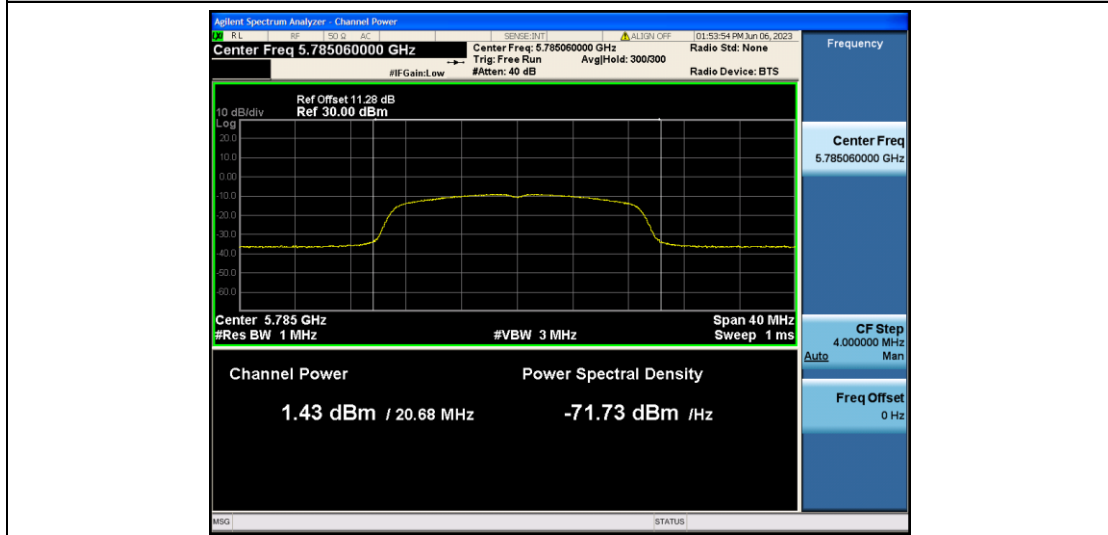 Agilent Spectrum Analyzer - Channel Power
RL RF 50 Ω AC SENSE:INT ALIGN OFF 01:53:54 PM Jun 06, 2023
Center Freq 5.785060000 GHz
Center Freq: 5.785060000 GHz Radio Std: None
Trig: Free Run Avg|Hold: 300/300
#IFGain:Low #Atten: 40 dB Radio Device: BTS
Frequency
Ref Offset 11.28 dB
10 dB/div Ref 30.00 dBm
Log
20.0
10.0
0.00
-10.0
-20.0
-30.0
-40.0
-50.0
-60.0
Center 5.785 GHz Span 40 MHz
#Res BW 1 MHz #VBW 3 MHz Sweep 1 ms
Channel Power Power Spectral Density
1.43 dBm / 20.68 MHz -71.73 dBm /Hz
Center Freq
5.785060000 GHz
CF Step
4.000000 MHz
Auto Man
Freq Offset
0 Hz
MSG STATUS